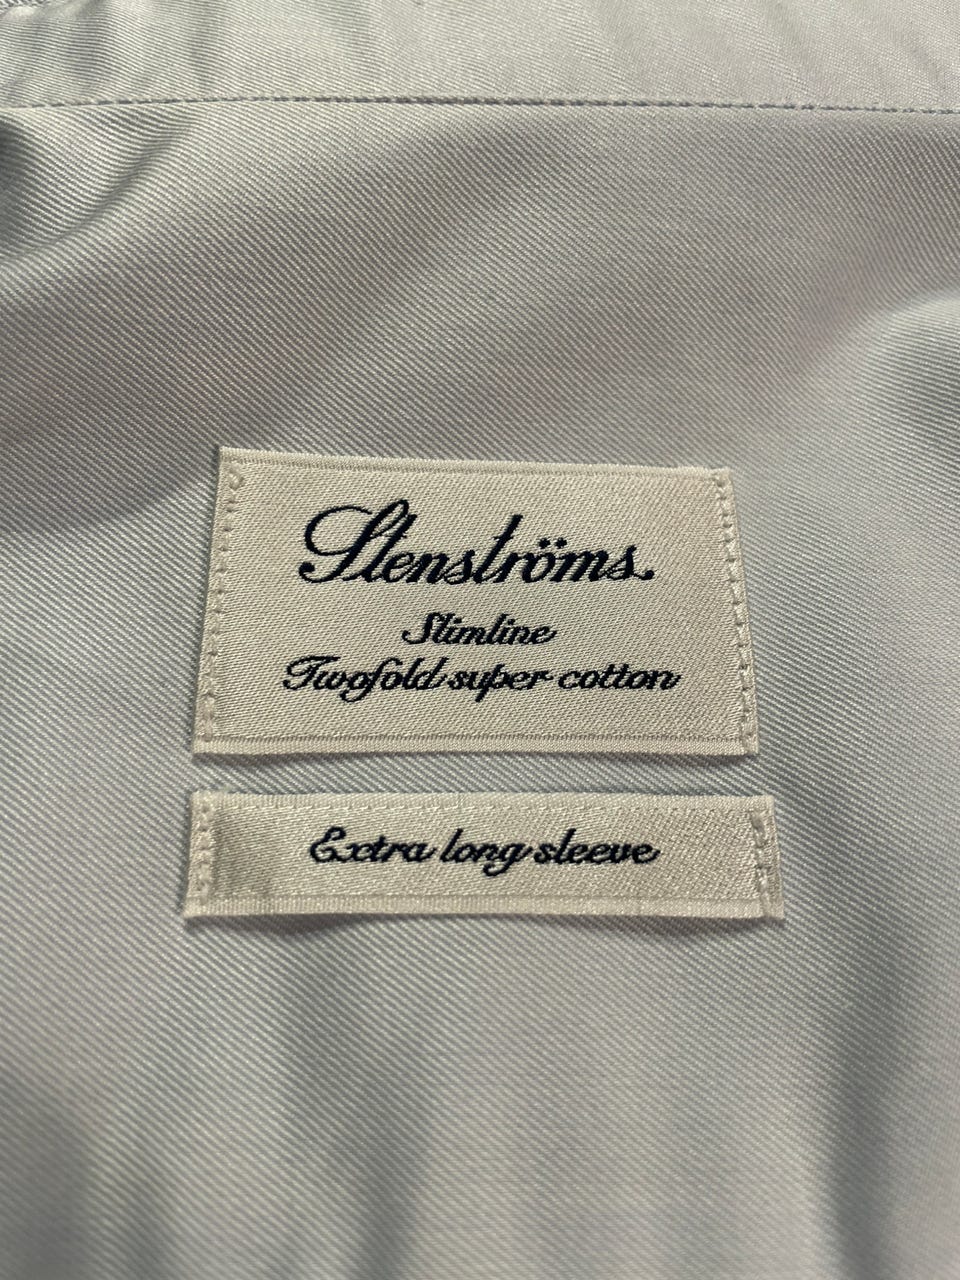 Stenströms
Slimline
Twofold super cotton
Extra long sleeve